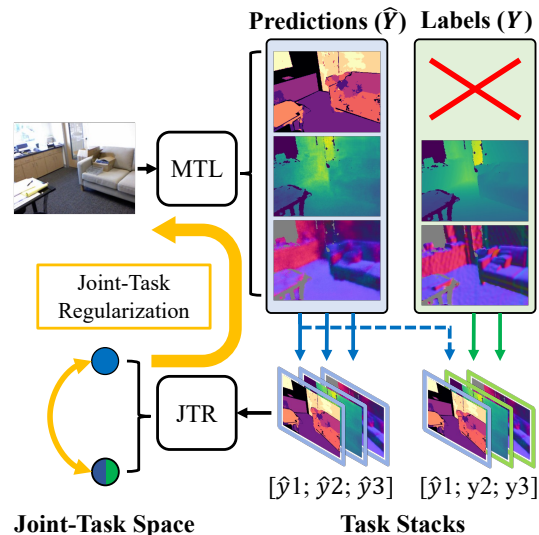 Predictions (Ŷ)
Labels (Y)
MTL
Joint-Task
Regularization
JTR
[ŷ1; ŷ2; ŷ3]
[ŷ1; y2; y3]
Joint-Task Space
Task Stacks